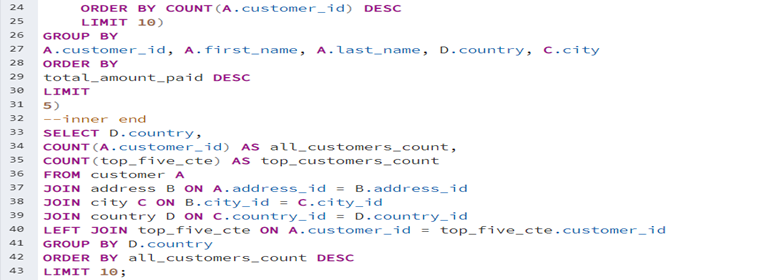 24 ORDER BY COUNT(A.customer_id) DESC
25 LIMIT 10)
26 GROUP BY
27 A.customer_id, A.first_name, A.last_name, D.country, C.city
28 ORDER BY
29 total_amount_paid DESC
30 LIMIT
31 5)
32 --inner end
33 SELECT D.country,
34 COUNT(A.customer_id) AS all_customers_count,
35 COUNT(top_five_cte) AS top_customers_count
36 FROM customer A
37 JOIN address B ON A.address_id = B.address_id
38 JOIN city C ON B.city_id = C.city_id
39 JOIN country D ON C.country_id = D.country_id
40 LEFT JOIN top_five_cte ON A.customer_id = top_five_cte.customer_id
41 GROUP BY D.country
42 ORDER BY all_customers_count DESC
43 LIMIT 10;